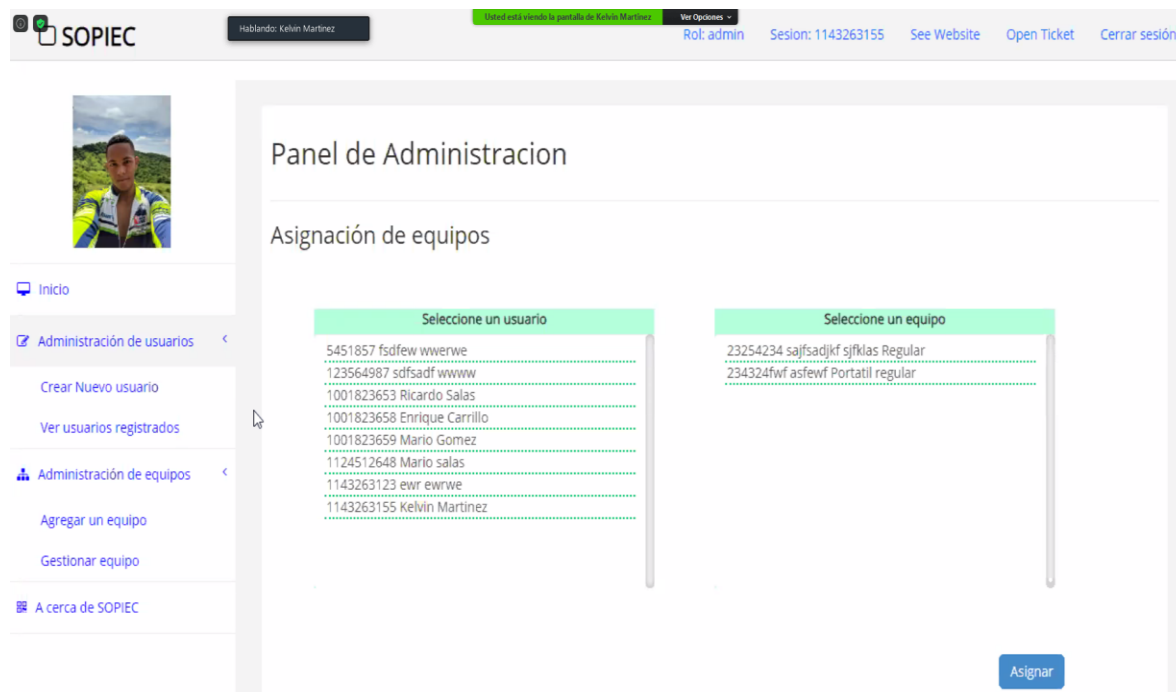 Usted está viendo la pantalla de Kelvin Martinez
Ver Opciones
SOPIEC
Hablando: Kelvin Martinez
Rol: admin
Sesion: 1143263155
See Website
Open Ticket
Cerrar sesión
Panel de Administracion
Asignación de equipos
Inicio
Administración de usuarios
Crear Nuevo usuario
Ver usuarios registrados
Administración de equipos
Agregar un equipo
Gestionar equipo
A cerca de SOPIEC
Seleccione un usuario
5451857 fsdfew wwerwe
123564987 sdfsadf wwww
1001823653 Ricardo Salas
1001823658 Enrique Carrillo
1001823659 Mario Gomez
1124512648 Mario salas
1143263123 ewr ewrwe
1143263155 Kelvin Martinez
Seleccione un equipo
23254234 sajfsadjkf sjfklas Regular
234324fwf asfewf Portatil regular
Asignar